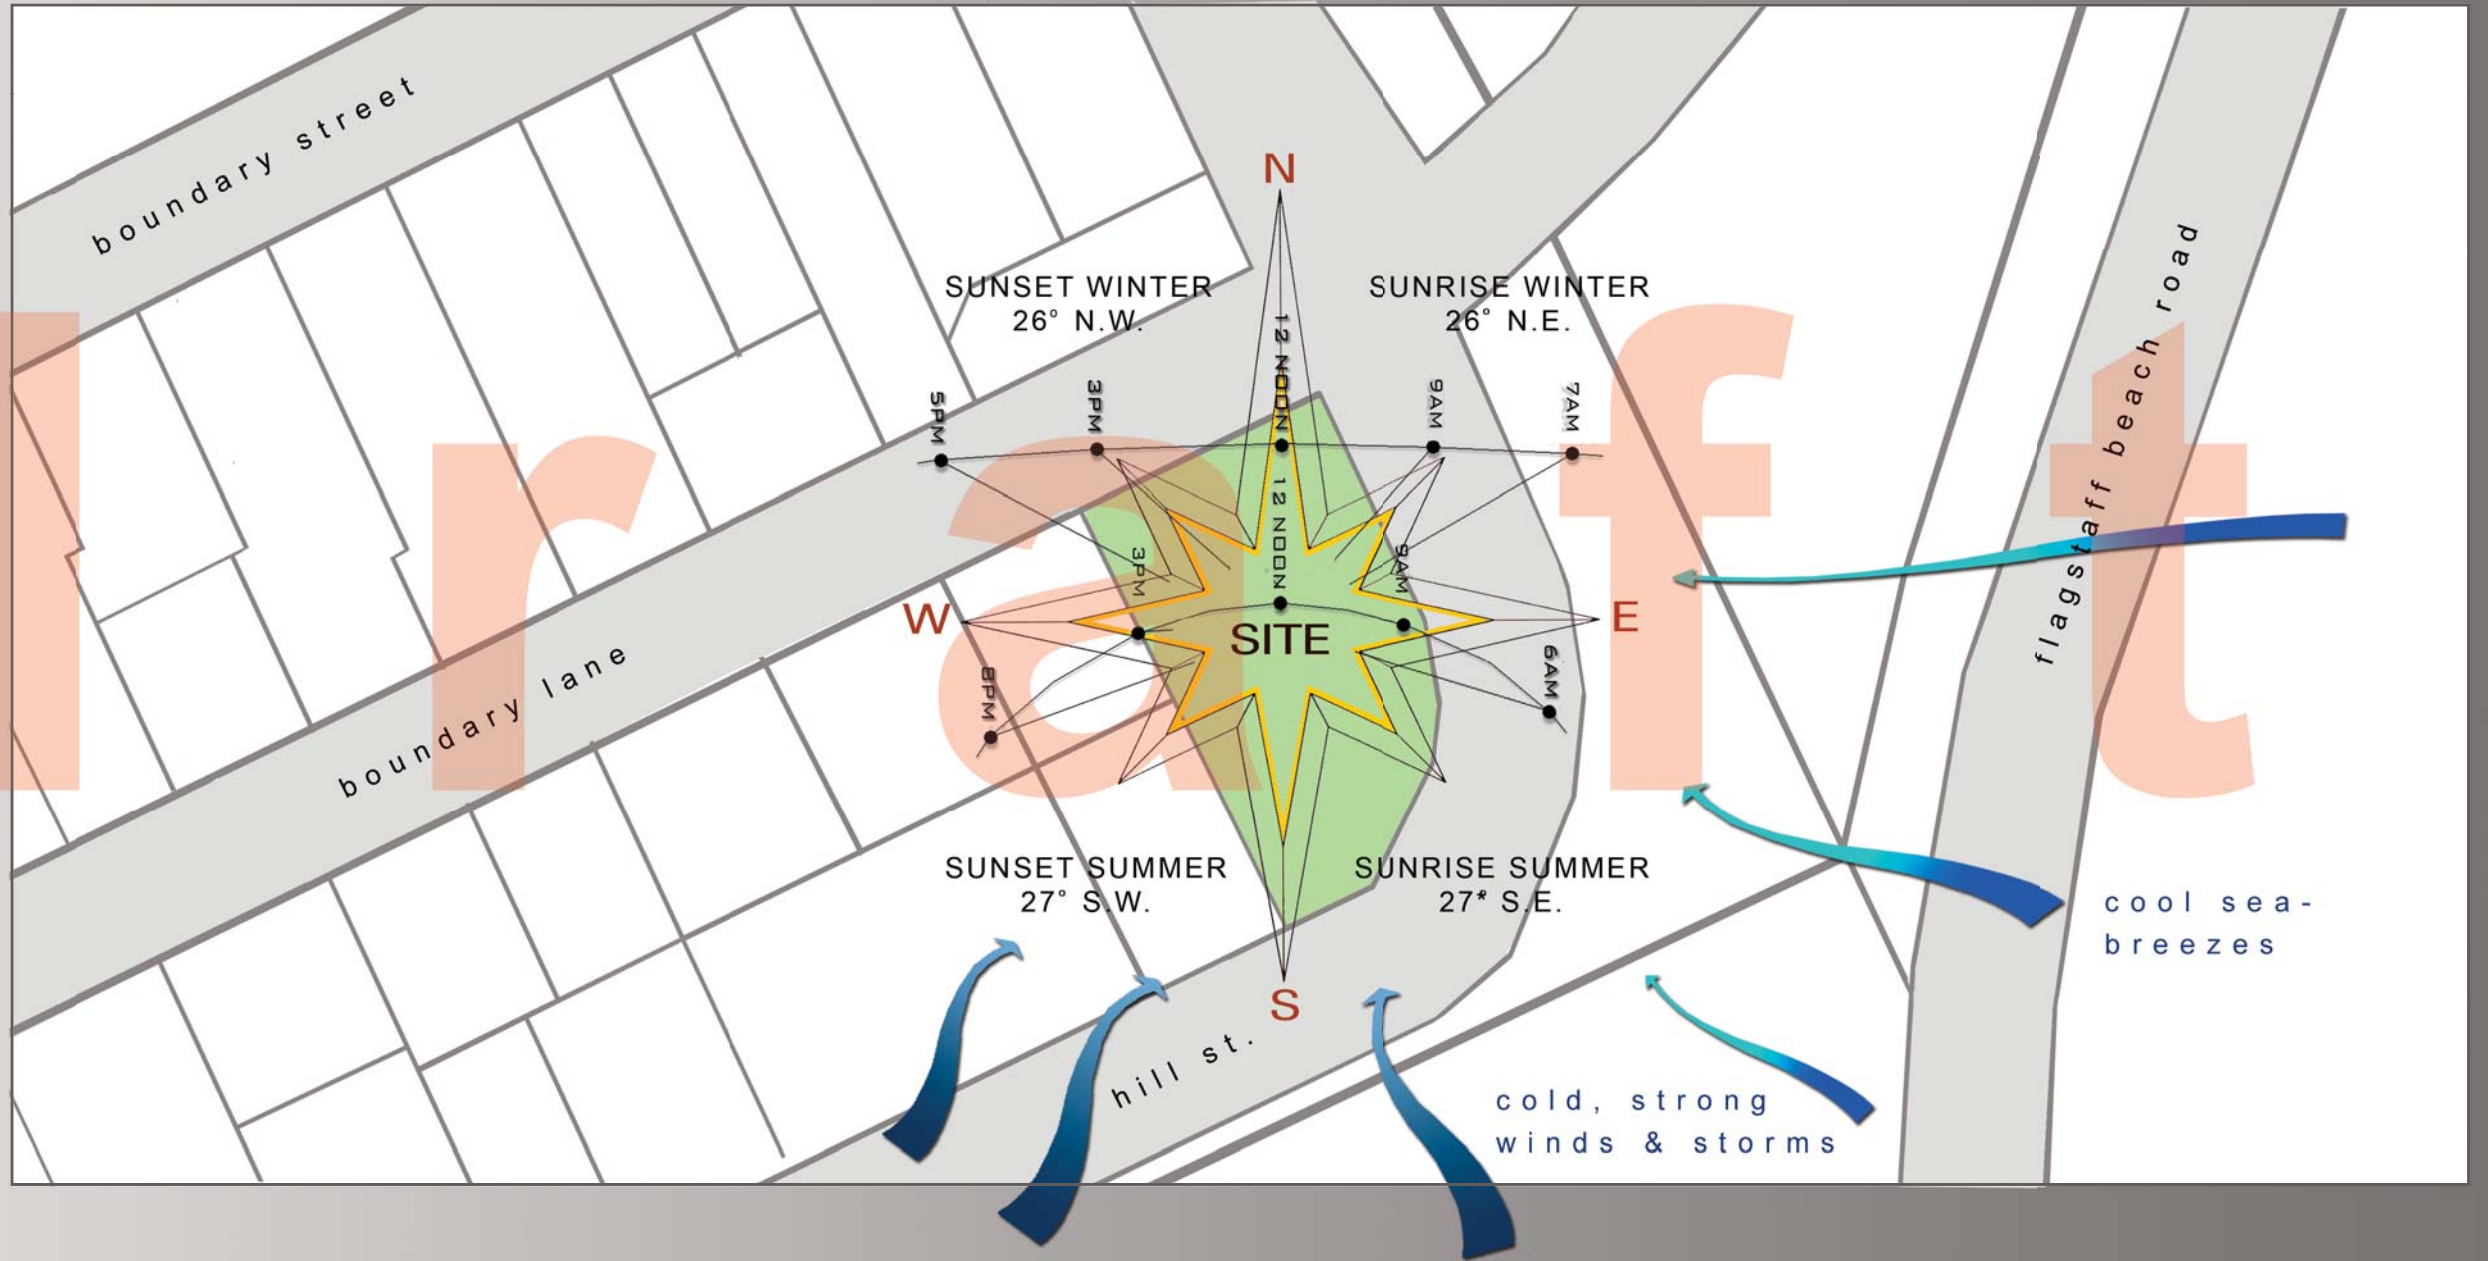 boundary street
N
SUNSET WINTER
26° N.W.
SUNRISE WINTER
26° N.E.
flagstaff beach road
12 NOON
5PM
3PM
9AM
7AM
12 NOON
3PM
9AM
draft
W
SITE
E
8PM
6AM
boundary lane
SUNSET SUMMER
27° S.W.
SUNRISE SUMMER
27* S.E.
cool sea-
breezes
S
hill st.
cold, strong
winds & storms